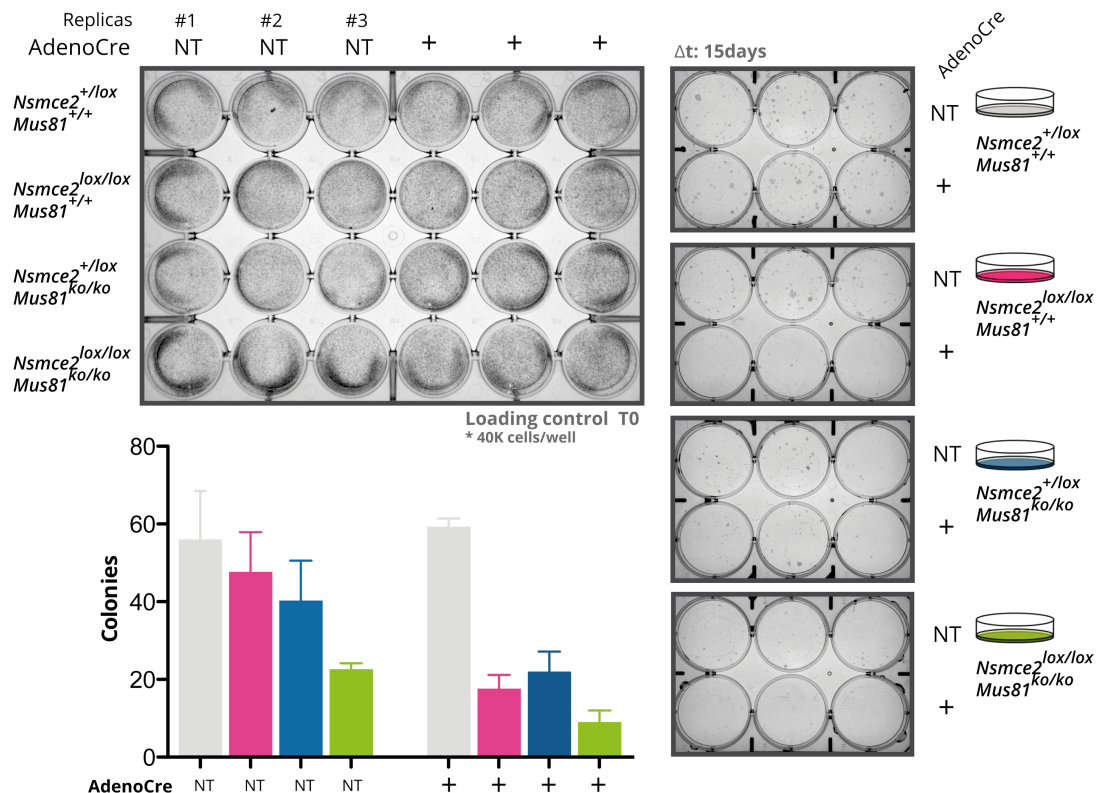 Replicas #1 #2 #3
AdenoCre NT NT NT + + +
Nsmce2+/lox
Mus81+/+
Nsmce2lox/lox
Mus81+/+
Nsmce2+/lox
Mus81ko/ko
Nsmce2lox/lox
Mus81ko/ko
Loading control T0
* 40K cells/well
Δt: 15days
AdenoCre
NT
Nsmce2+/lox
Mus81+/+
+
NT
Nsmce2lox/lox
Mus81+/+
+
NT
Nsmce2+/lox
Mus81ko/ko
+
NT
Nsmce2lox/lox
Mus81ko/ko
+
Colonies
80
60
40
20
0
AdenoCre NT NT NT NT + + + +